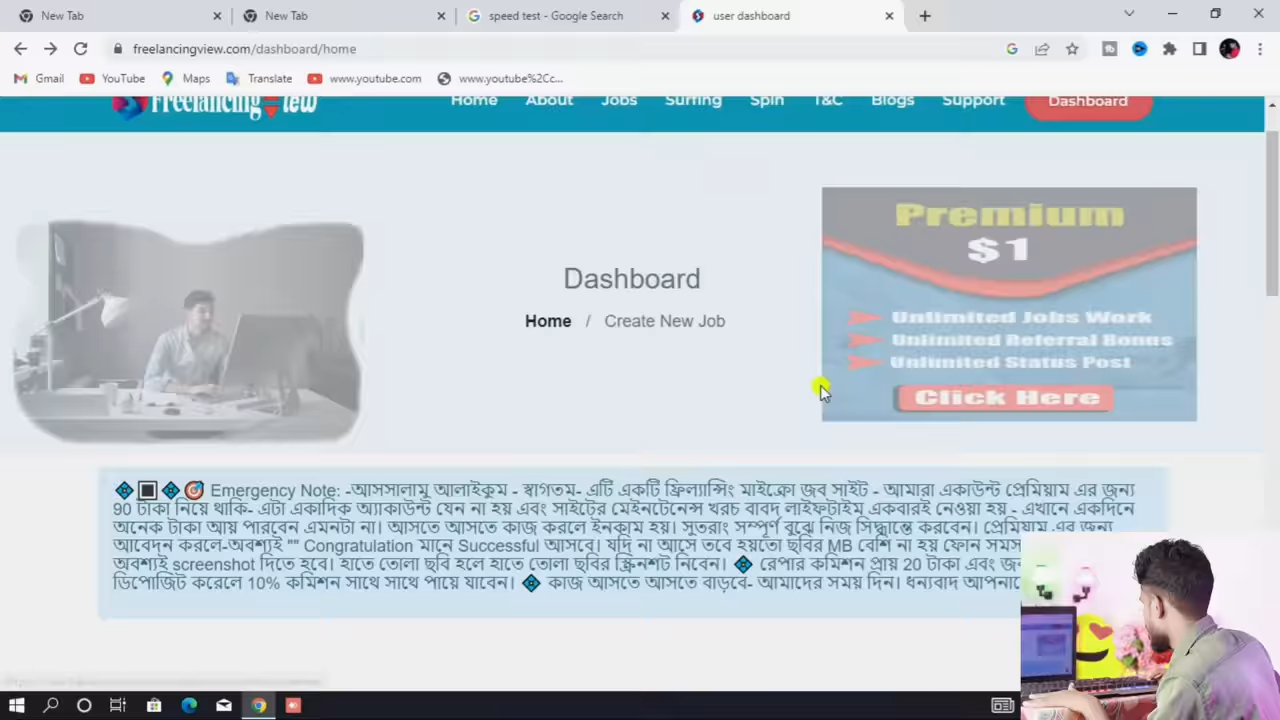 New Tab
New Tab
speed test - Google Search
user dashboard
freelancingview.com/dashboard/home
Gmail
YouTube
Maps
Translate
www.youtube.com
www.youtube%2Cc...
Home
About
Jobs
Surfing
Spin
T&C
Blogs
Support
Dashboard
Premium
$1
Unlimited Jobs Work
Unlimited Referral Bonus
Unlimited Status Post
Click Here
Dashboard
Home / Create New Job
Emergency Note: -আসসালামু আলাইকুম - স্বাগতম- এটি একটি ফ্রিল্যান্সিং মাইক্রো জব সাইট - আমারা একাউন্ট প্রেমিয়াম এর জন্য
90 টাকা নিয়ে থাকি- এটা একাদিক অ্যাকাউন্ট যেন না হয় এবং সাইটের মেইনটেনেন্স খরচ বাবদ লাইফটাইম একবারই নেওয়া হয় - এখানে একদিনে
অনেক টাকা আয় পারবেন এমনটা না। আসতে আসতে কাজ করলে ইনকাম হয়। সুতরাং সম্পূর্ণ বুঝে নিজ সিদ্ধান্তে করবেন। প্রেমিয়াম এর জন্য
আবেদন করলে-অবশ্যই "" Congratulation মানে Successful আসবে। যদি না আসে তবে হয়তো ছবির MB বেশি না হয় ফোন সমস
অবশ্যই screenshot দিতে হবে। হাতে তোলা ছবি হলে হাতে তোলা ছবির স্ক্রিনশট নিবেন। রেপার কমিশন প্রায় 20 টাকা এবং
ডিপোজিট করেলে 10% কমিশন সাথে সাথে পায়ে যাবেন। কাজ আসতে আসতে বাড়বে- আমাদের সময় দিন। ধন্যবাদ